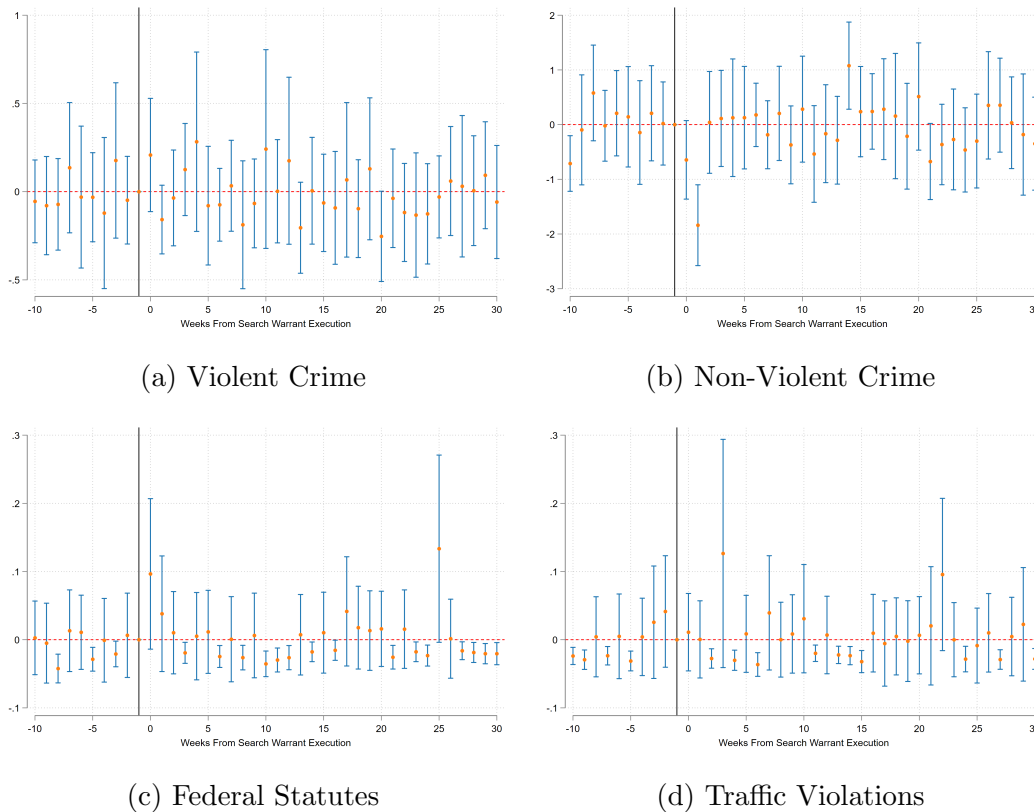 1
.5
0
-.5
-10 -5 0 5 10 15 20 25 30
Weeks From Search Warrant Execution
(a) Violent Crime
2
1
0
-1
-2
-3
-10 -5 0 5 10 15 20 25 30
Weeks From Search Warrant Execution
(b) Non-Violent Crime
.3
.2
.1
0
-.1
-10 -5 0 5 10 15 20 25 30
Weeks From Search Warrant Execution
(c) Federal Statutes
.3
.2
.1
0
-.1
-10 -5 0 5 10 15 20 25 30
Weeks From Search Warrant Execution
(d) Traffic Violations